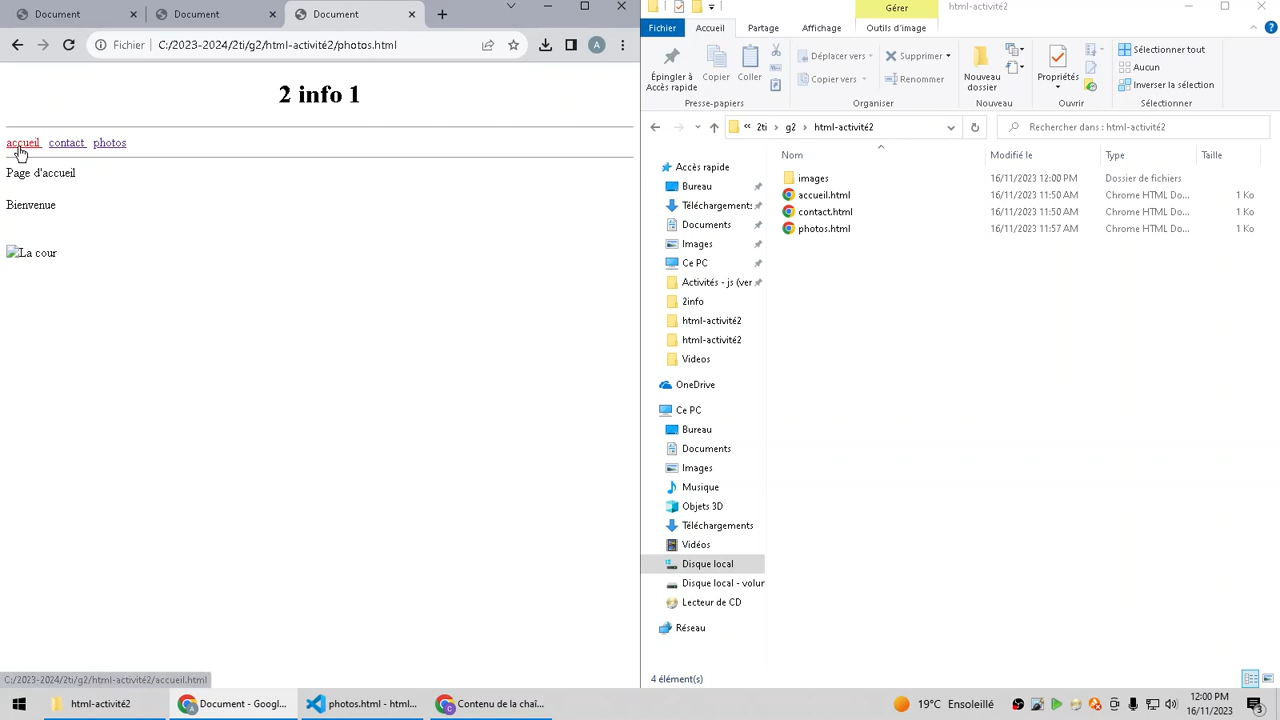 Document
Document
Document
Fichier
C:/2023-2024/2ti/g2/html-activité2/photos.html
A
2 info 1
accueil contact photos
Page d'accueil
Bienvenue
La cour
C:/2023-2024/2ti/g2/html-activité2/accueil.html
Gérer
html-activité2
Fichier
Accueil
Partage
Affichage
Outils d'image
Épingler à
Accès rapide
Copier
Coller
Déplacer vers
Copier vers
Supprimer
Renommer
Nouveau
dossier
Propriétés
Sélectionner tout
Aucun
Inverser la sélection
Presse-papiers
Organiser
Nouveau
Ouvrir
Sélectionner
« 2ti > g2 > html-activité2
Rechercher dans : html-activité2
Nom
Modifié le
Type
Taille
images 16/11/2023 12:00 PM Dossier de fichiers
accueil.html 16/11/2023 11:50 AM Chrome HTML Do... 1 Ko
contact.html 16/11/2023 11:50 AM Chrome HTML Do... 1 Ko
photos.html 16/11/2023 11:57 AM Chrome HTML Do... 1 Ko
Accès rapide
Bureau
Téléchargements
Documents
Images
Ce PC
Activités - js (ver
2info
html-activité2
html-activité2
Videos
OneDrive
Ce PC
Bureau
Documents
Images
Musique
Objets 3D
Téléchargements
Vidéos
Disque local
Disque local - volur
Lecteur de CD
Réseau
4 élément(s)
html-activité2
Document - Googl...
photos.html - html...
Contenu de la chaî...
19°C Ensoleillé
12:00 PM
16/11/2023
3